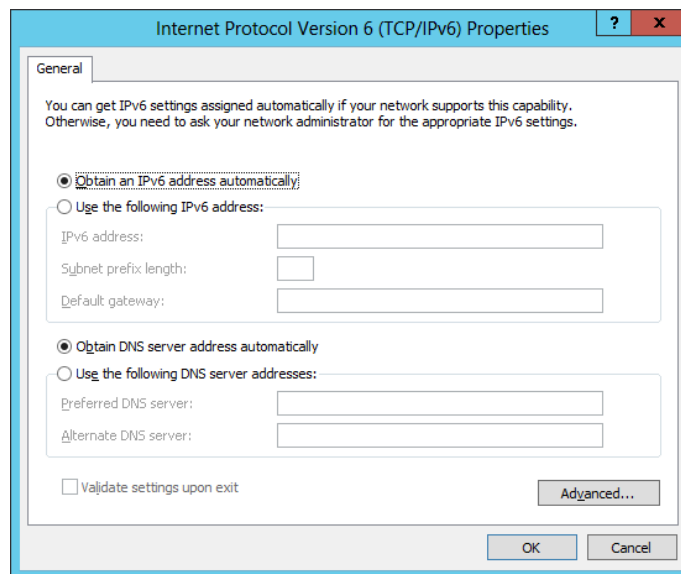 Internet Protocol Version 6 (TCP/IPv6) Properties
?
x
General
You can get IPv6 settings assigned automatically if your network supports this capability.
Otherwise, you need to ask your network administrator for the appropriate IPv6 settings.
Obtain an IPv6 address automatically
Use the following IPv6 address:
IPv6 address:
Subnet prefix length:
Default gateway:
Obtain DNS server address automatically
Use the following DNS server addresses:
Preferred DNS server:
Alternate DNS server:
Validate settings upon exit
Advanced...
OK Cancel